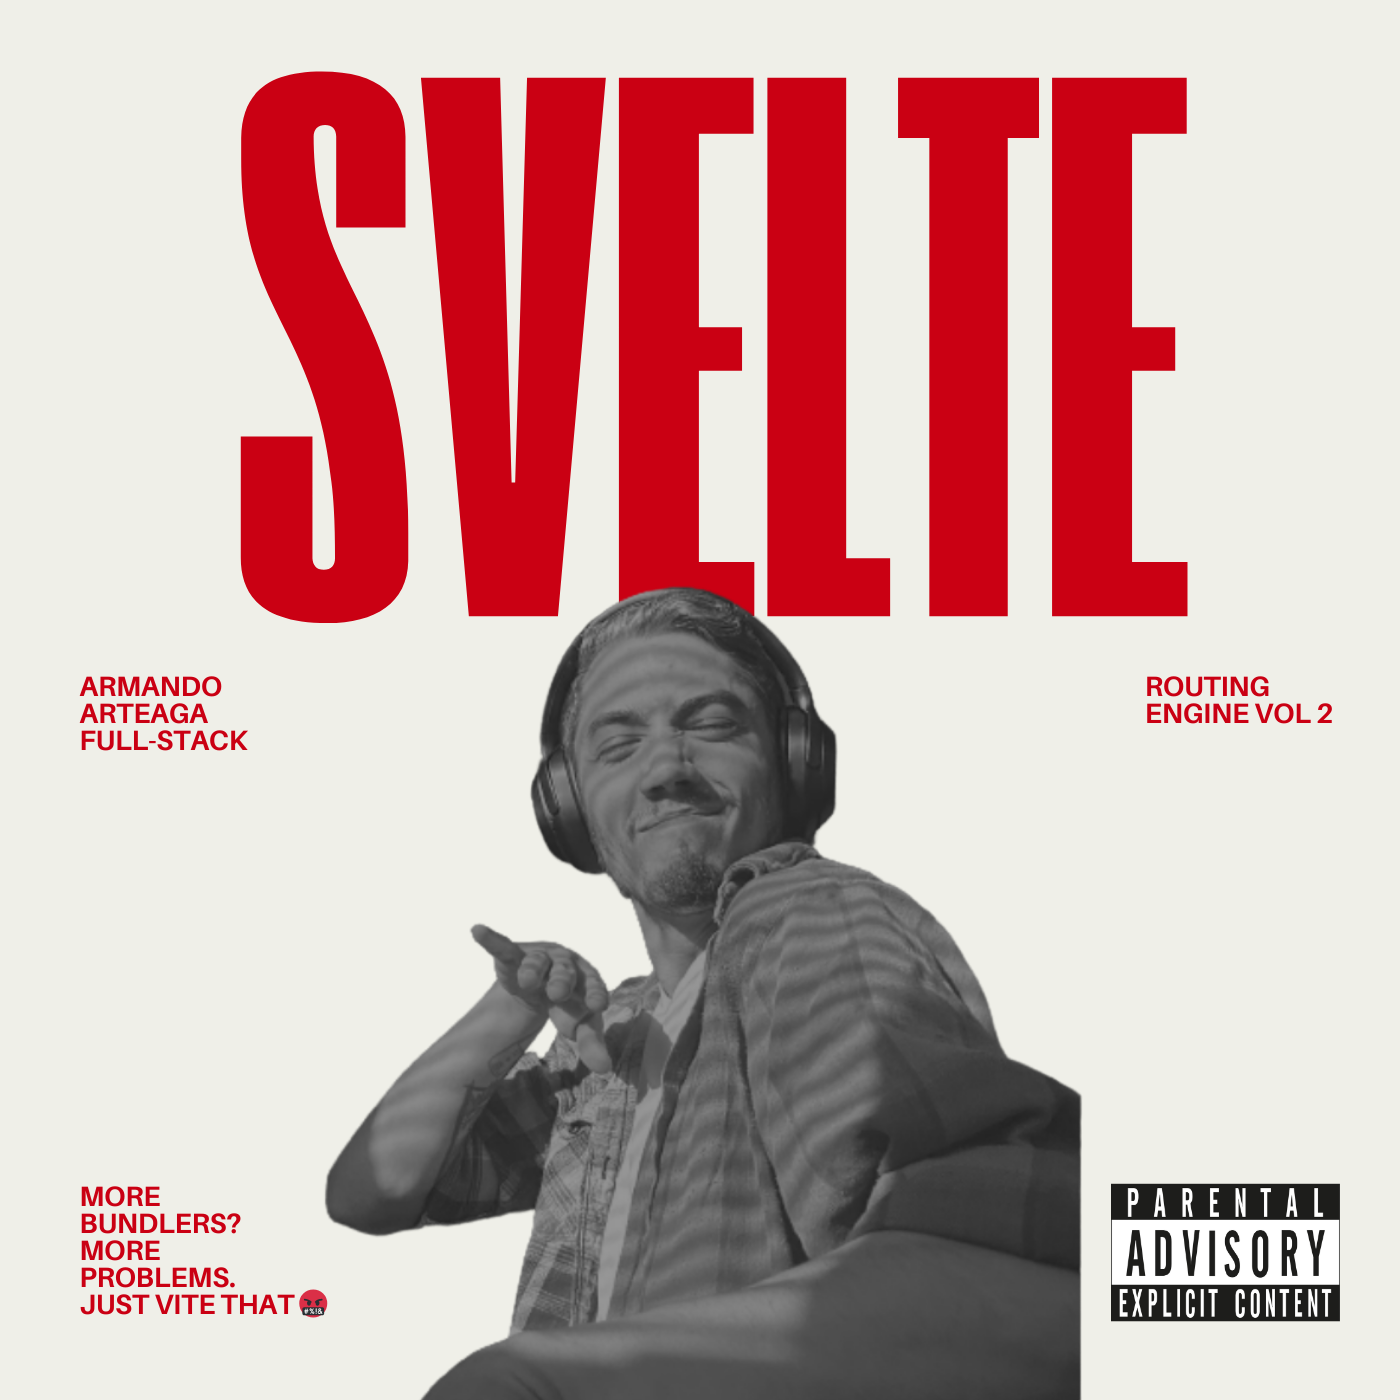 SVELTE
ARMANDO
ARTEAGA
FULL-STACK
ROUTING
ENGINE VOL 2
MORE
BUNDLERS?
MORE
PROBLEMS.
JUST VITE THAT🤬
PARENTAL
ADVISORY
EXPLICIT CONTENT